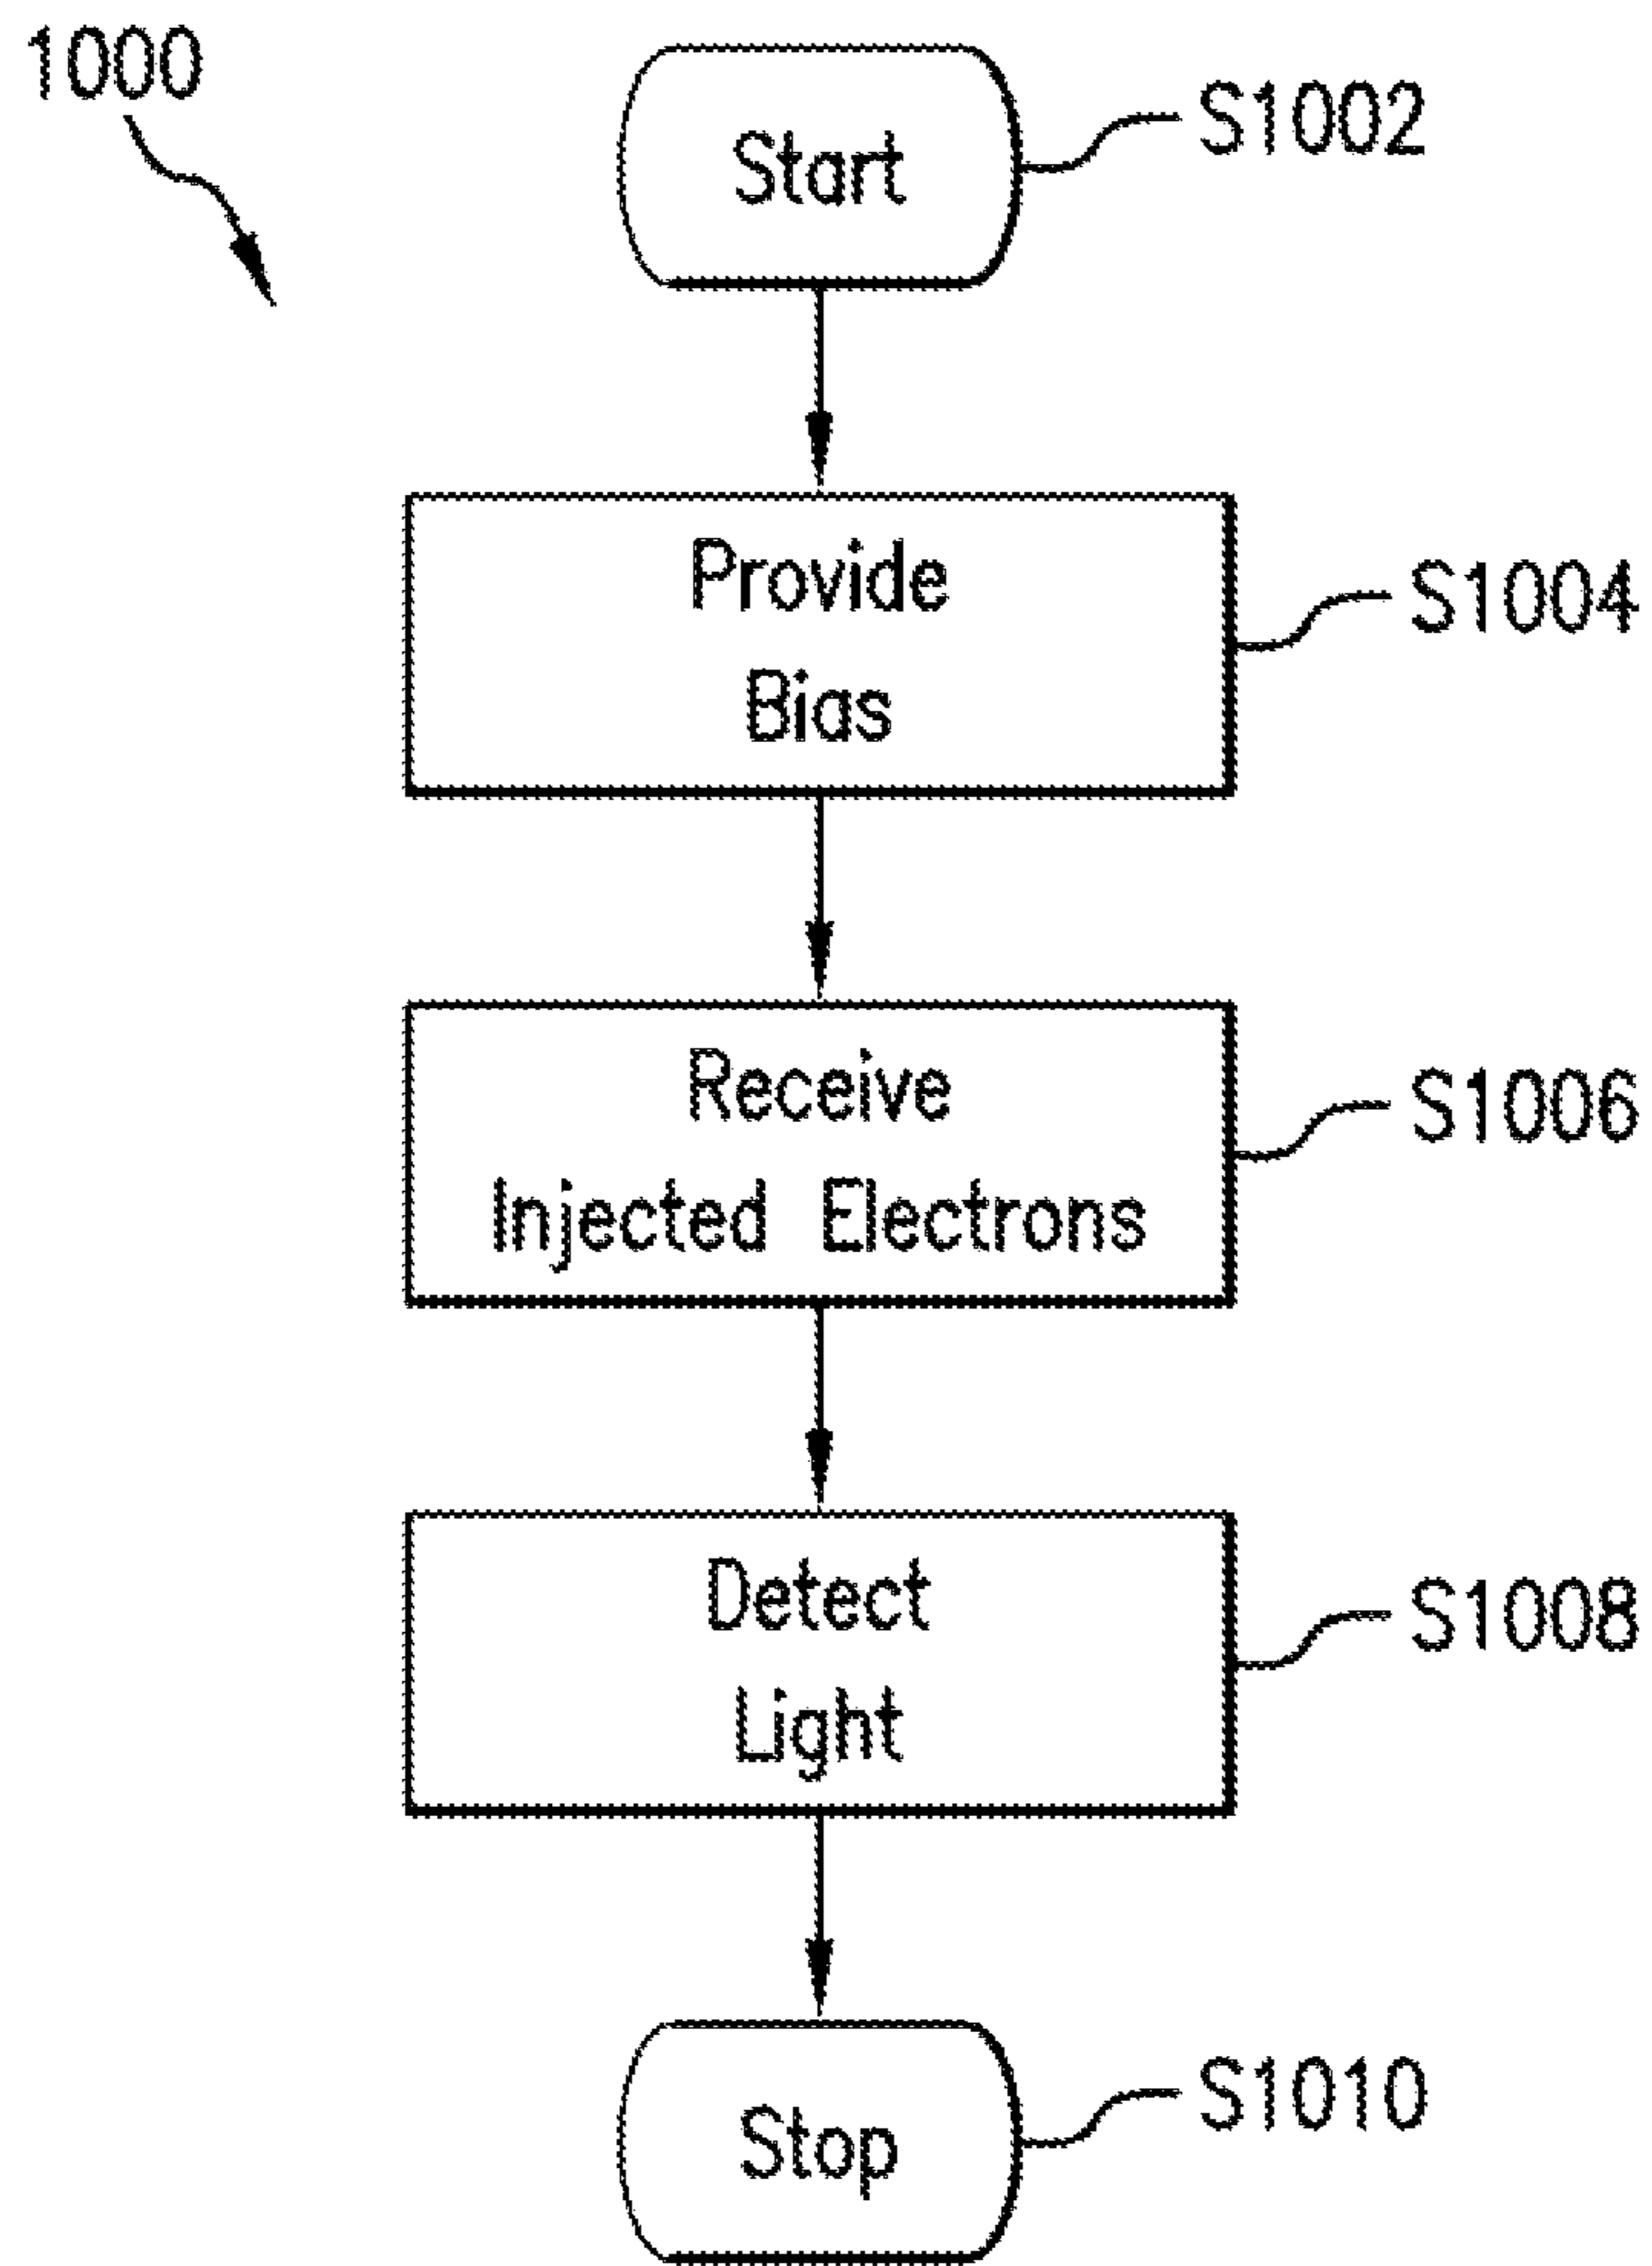 1000
Start
S1002
Provide
Bias
S1004
Receive
Injected Electrons
S1006
Detect
Light
S1008
Stop
S1010